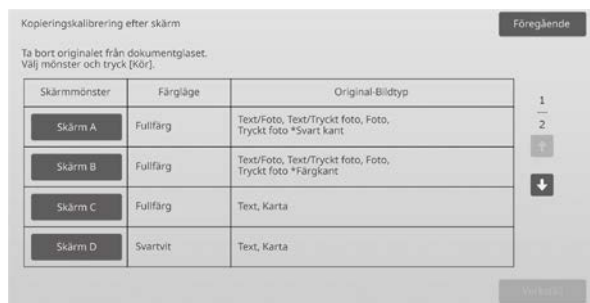 Kopieringskalibrering efter skärm
Föregående
Ta bort originalet från dokumentglaset.
Välj mönster och tryck [Kör].
Skärmmönster Färgläge Original-Bildtyp
Skärm A Fullfärg Text/Foto, Text/Tryckt foto, Foto,
Tryckt foto *Svart kant
Skärm B Fullfärg Text/Foto, Text/Tryckt foto, Foto,
Tryckt foto *Färgkant
Skärm C Fullfärg Text, Karta
Skärm D Svartvit Text, Karta
1
2